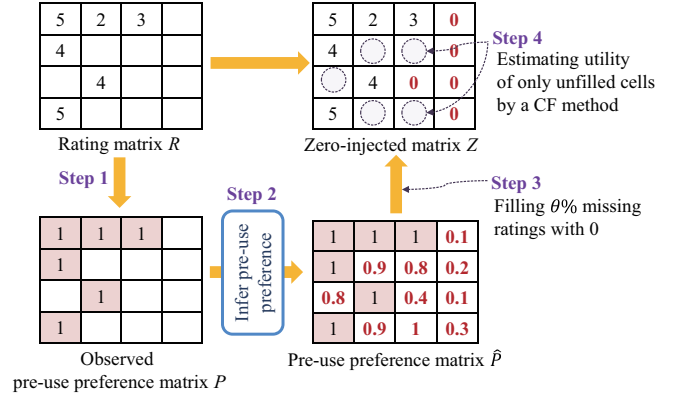 5 2 3
4
4
5
Rating matrix R
5 2 3 0
4 0
4 0 0
5 0
Zero-injected matrix Z
Step 4
Estimating utility
of only unfilled cells
by a CF method
Step 1
Step 2
Infer pre-use
preference
Step 3
Filling θ% missing
ratings with 0
1 1 1
1
1
1
Observed
pre-use preference matrix P
1 1 1 0.1
1 0.9 0.8 0.2
0.8 1 0.4 0.1
1 0.9 1 0.3
Pre-use preference matrix P̂